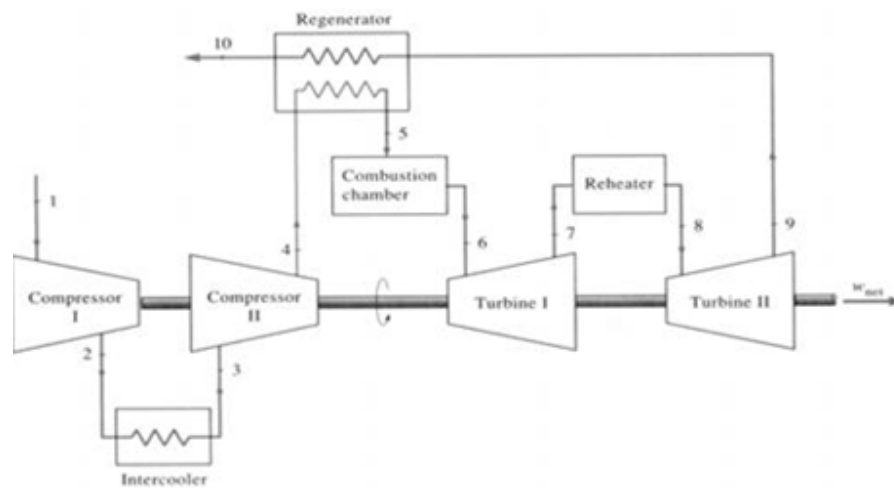 Regenerator
10
5
Combustion
chamber
Reheater
1
4
6
7
8
9
Compressor
I
Compressor
II
Turbine I
Turbine II
wnet
2
3
Intercooler